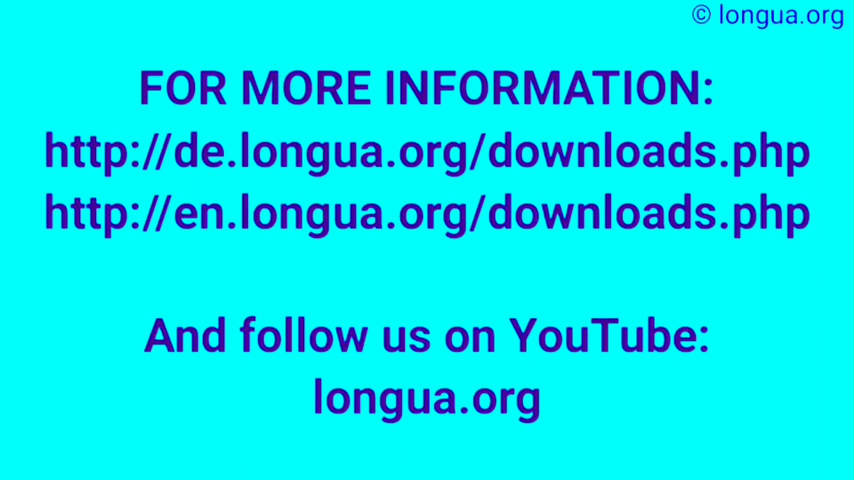 © longua.org
FOR MORE INFORMATION:
http://de.longua.org/downloads.php
http://en.longua.org/downloads.php
And follow us on YouTube:
longua.org